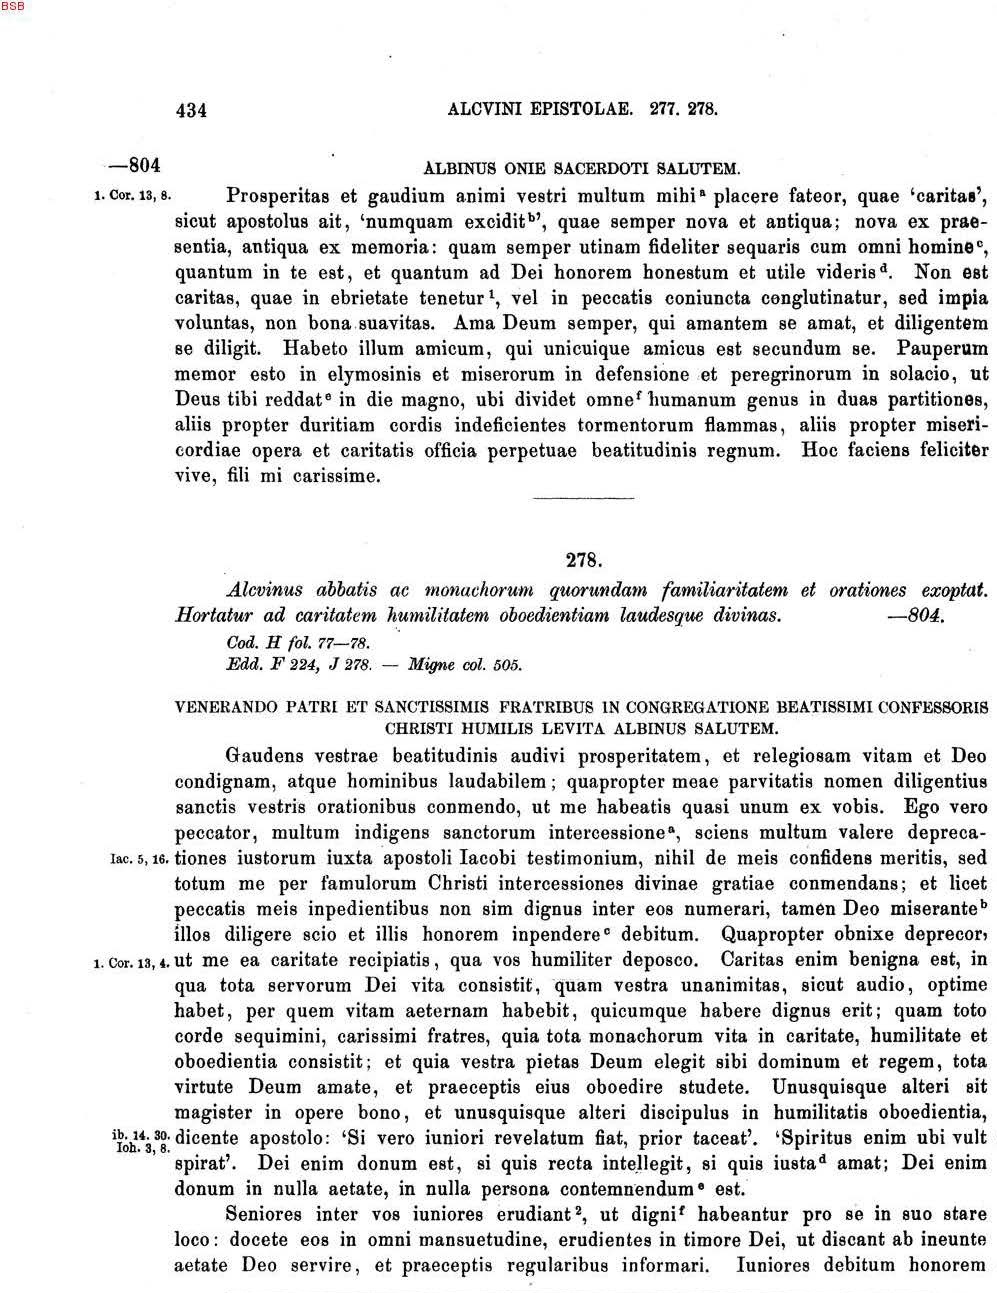 BSB
434 ALCVINI EPISTOLAE. 277. 278.
—804 ALBINUS ONIE SACERDOTI SALUTEM.
1. Cor. 13, 8. Prosperitas et gaudium animi vestri multum mihi a placere fateor, quae ‘caritas’,
sicut apostolus ait, ‘numquam excidit b’, quae semper nova et antiqua; nova ex prae-
sentia, antiqua ex memoria: quam semper utinam fideliter sequaris cum omni homine c,
quantum in te est, et quantum ad Dei honorem honestum et utile videris d. Non est
caritas, quae in ebrietate tenetur 1, vel in peccatis coniuncta conglutinatur, sed impia
voluntas, non bona suavitas. Ama Deum semper, qui amantem se amat, et diligentem
se diligit. Habeto illum amicum, qui unicuique amicus est secundum se. Pauperum
memor esto in elymosinis et miserorum in defensione et peregrinorum in solacio, ut
Deus tibi reddat e in die magno, ubi dividet omne f humanum genus in duas partitiones,
aliis propter duritiam cordis indeficientes tormentorum flammas, aliis propter miseri-
cordiae opera et caritatis officia perpetuae beatitudinis regnum. Hoc faciens feliciter
vive, fili mi carissime.
278.
Alcvinus abbatis ac monachorum quorundam familiaritatem et orationes exoptat.
Hortatur ad caritatem humilitatem oboedientiam laudesque divinas. —804.
Cod. H fol. 77—78.
Edd. F 224, J 278. — Migne col. 505.
VENERANDO PATRI ET SANCTISSIMIS FRATRIBUS IN CONGREGATIONE BEATISSIMI CONFESSORIS
CHRISTI HUMILIS LEVITA ALBINUS SALUTEM.
Gaudens vestrae beatitudinis audivi prosperitatem, et relegiosam vitam et Deo
condignam, atque hominibus laudabilem; quapropter meae parvitatis nomen diligentius
sanctis vestris orationibus conmendo, ut me habeatis quasi unum ex vobis. Ego vero
peccator, multum indigens sanctorum intercessione a, sciens multum valere depreca-
Iac. 5, 16. tiones iustorum iuxta apostoli Iacobi testimonium, nihil de meis confidens meritis, sed
totum me per famulorum Christi intercessiones divinae gratiae conmendans; et licet
peccatis meis inpedientibus non sim dignus inter eos numerari, tamen Deo miserante b
illos diligere scio et illis honorem inpendere c debitum. Quapropter obnixe deprecor,
1. Cor. 13, 4. ut me ea caritate recipiatis, qua vos humiliter deposco. Caritas enim benigna est, in
qua tota servorum Dei vita consistit, quam vestra unanimitas, sicut audio, optime
habet, per quem vitam aeternam habebit, quicumque habere dignus erit; quam toto
corde sequimini, carissimi fratres, quia tota monachorum vita in caritate, humilitate et
oboedientia consistit; et quia vestra pietas Deum elegit sibi dominum et regem, tota
virtute Deum amate, et praeceptis eius oboedire studete. Unusquisque alteri sit
magister in opere bono, et unusquisque alteri discipulus in humilitatis oboedientia,
ib. 14. 30. dicente apostolo: ‘Si vero iuniori revelatum fiat, prior taceat’. ‘Spiritus enim ubi vult
Ioh. 3, 8. spirat’. Dei enim donum est, si quis recta intellegit, si quis iusta d amat; Dei enim
donum in nulla aetate, in nulla persona contemnendum e est.
Seniores inter vos iuniores erudiant 2, ut digni f habeantur pro se in suo stare
loco: docete eos in omni mansuetudine, erudientes in timore Dei, ut discant ab ineunte
aetate Deo servire, et praeceptis regularibus informari. Iuniores debitum honorem